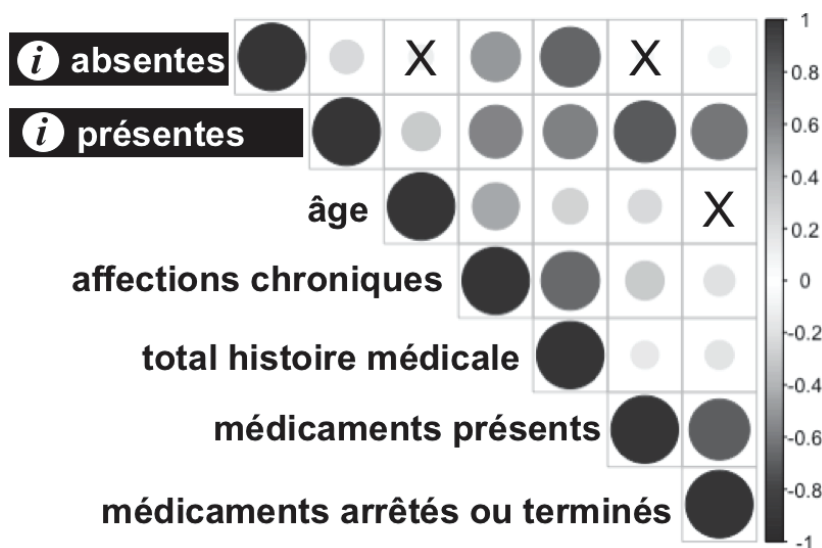 i absentes X X
i présentes
âge X
affections chroniques
total histoire médicale
médicaments présents
médicaments arrêtés ou terminés
1
0.8
0.6
0.4
0.2
0
-0.2
-0.4
-0.6
-0.8
-1